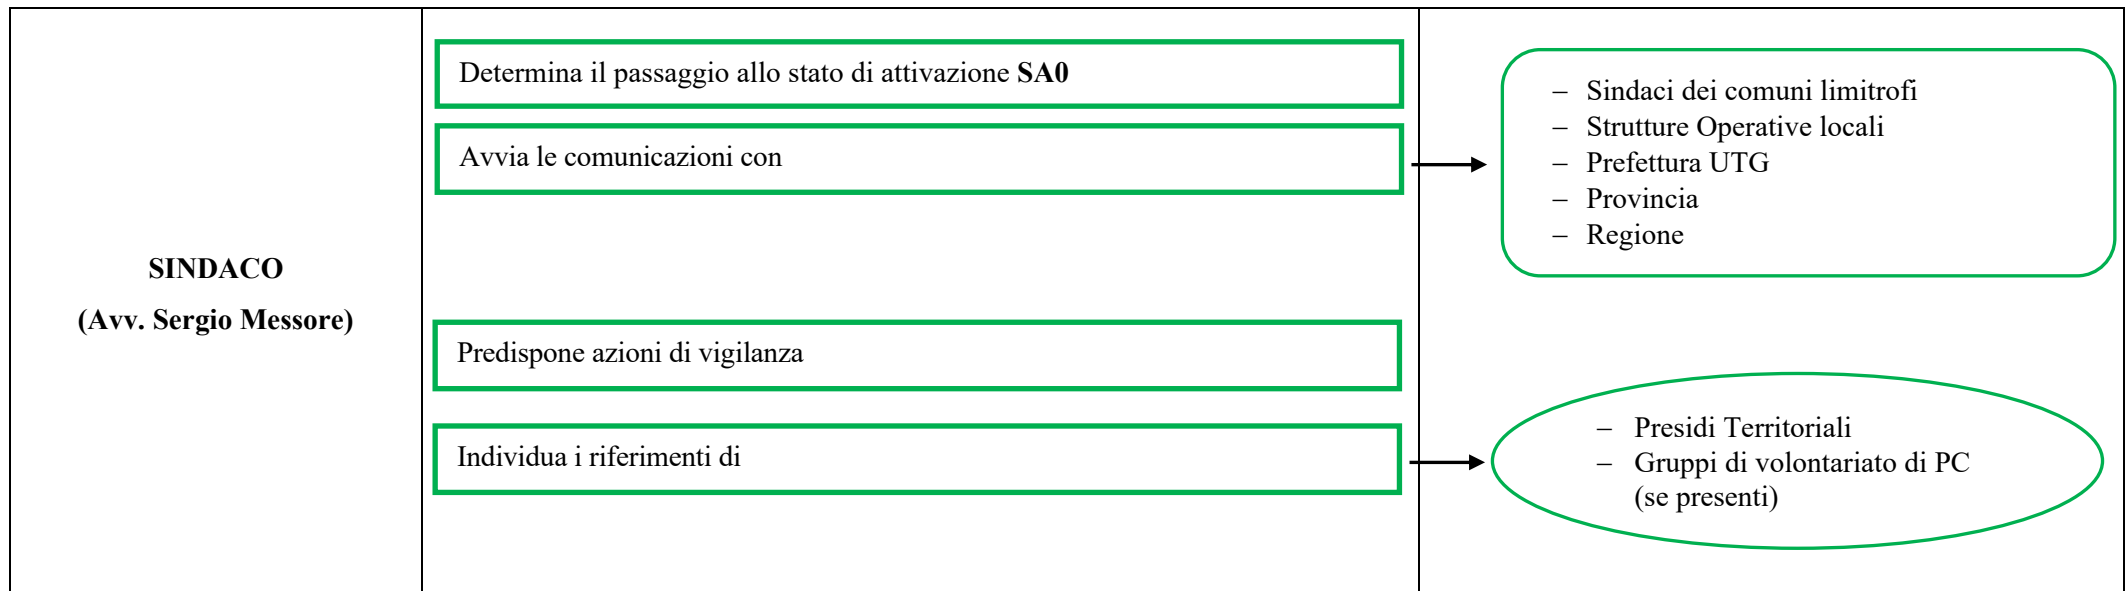 SINDACO
(Avv. Sergio Messore)
Determina il passaggio allo stato di attivazione SA0
Avvia le comunicazioni con
Predispone azioni di vigilanza
Individua i riferimenti di
– Sindaci dei comuni limitrofi
– Strutture Operative locali
– Prefettura UTG
– Provincia
– Regione
– Presidi Territoriali
– Gruppi di volontariato di PC
(se presenti)